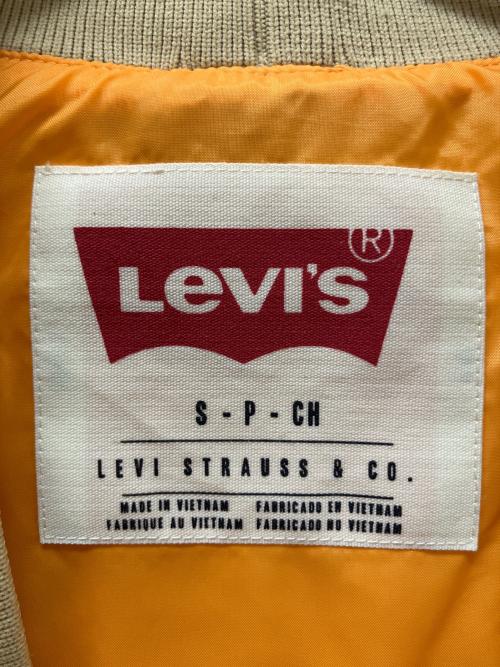 LEVI'S ®
S - P - CH
LEVI STRAUSS & CO.
MADE IN VIETNAM FABRICADO EN VIETNAM
FABRIQUE AU VIETNAM FABRICADO NO VIETNAM